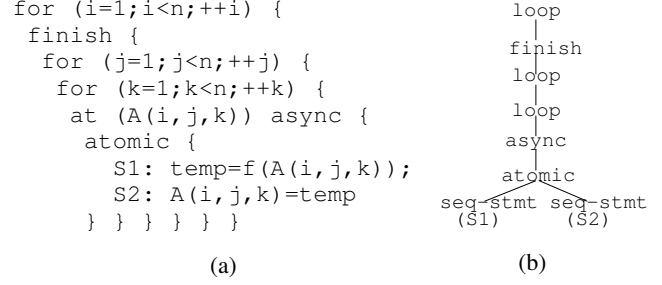 for (i=1;i<n;++i) {
finish {
for (j=1;j<n;++j) {
for (k=1;k<n;++k) {
at (A(i,j,k)) async {
atomic {
S1: temp=f(A(i,j,k));
S2: A(i,j,k)=temp
} } } } } }
(a)
loop
finish
loop
loop
async
atomic
seq-stmt seq-stmt
(S1) (S2)
(b)